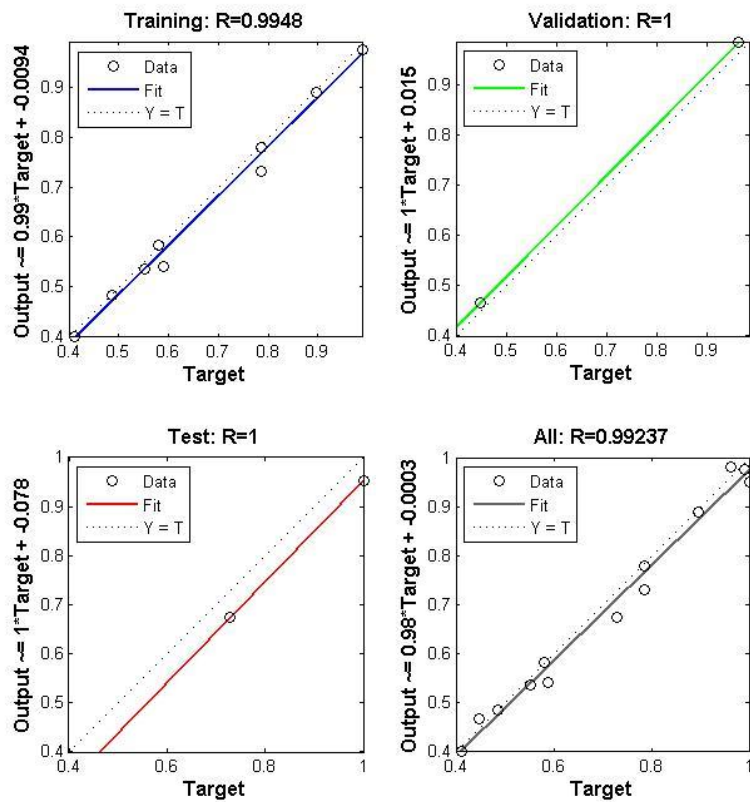 Training: R=0.9948
Output ~= 0.99*Target + -0.0094
Data
Fit
Y = T
0.9
0.8
0.7
0.6
0.5
0.4
0.4 0.5 0.6 0.7 0.8 0.9
Target
Validation: R=1
Output ~= 1*Target + 0.015
Data
Fit
Y = T
0.9
0.8
0.7
0.6
0.5
0.4
0.4 0.5 0.6 0.7 0.8 0.9
Target
Test: R=1
Output ~= 1*Target + -0.078
Data
Fit
Y = T
1
0.9
0.8
0.7
0.6
0.5
0.4
0.4 0.6 0.8 1
Target
All: R=0.99237
Output ~= 0.98*Target + -0.0003
Data
Fit
Y = T
1
0.9
0.8
0.7
0.6
0.5
0.4
0.4 0.6 0.8 1
Target